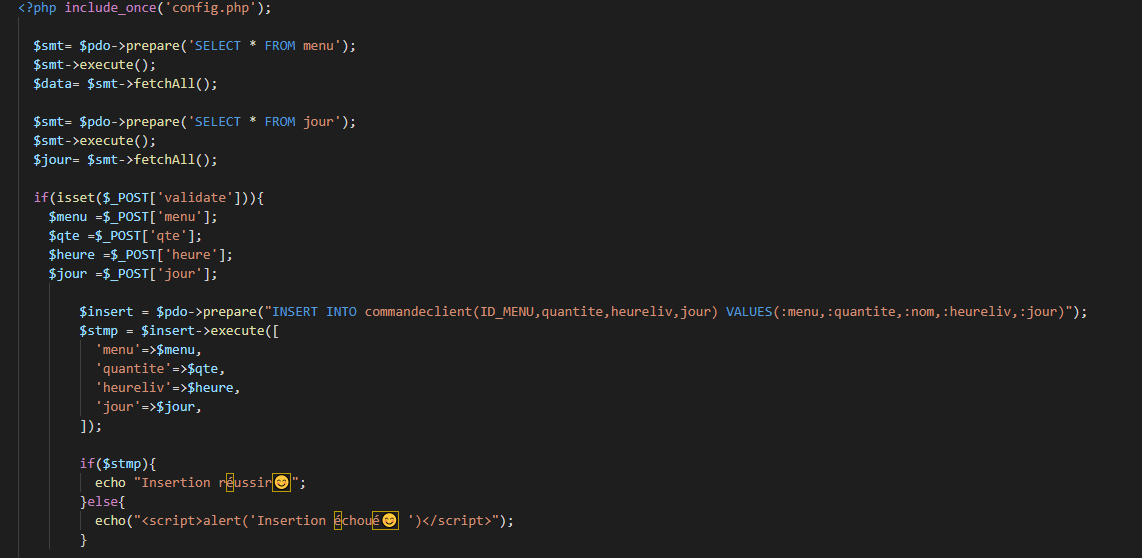 <?php include_once('config.php');
$smt= $pdo->prepare('SELECT * FROM menu');
$smt->execute();
$data= $smt->fetchAll();
$smt= $pdo->prepare('SELECT * FROM jour');
$smt->execute();
$jour= $smt->fetchAll();
if(isset($_POST['validate'])){
$menu =$_POST['menu'];
$qte =$_POST['qte'];
$heure =$_POST['heure'];
$jour =$_POST['jour'];
$insert = $pdo->prepare("INSERT INTO commandeclient(ID_MENU,quantite,heureliv,jour) VALUES(:menu,:quantite,:nom,:heureliv,:jour)");
$stmp = $insert->execute([
'menu'=>$menu,
'quantite'=>$qte,
'heureliv'=>$heure,
'jour'=>$jour,
]);
if($stmp){
echo "Insertion réussir😊";
}else{
echo("<script>alert('Insertion échoué😊 ')</script>");
}